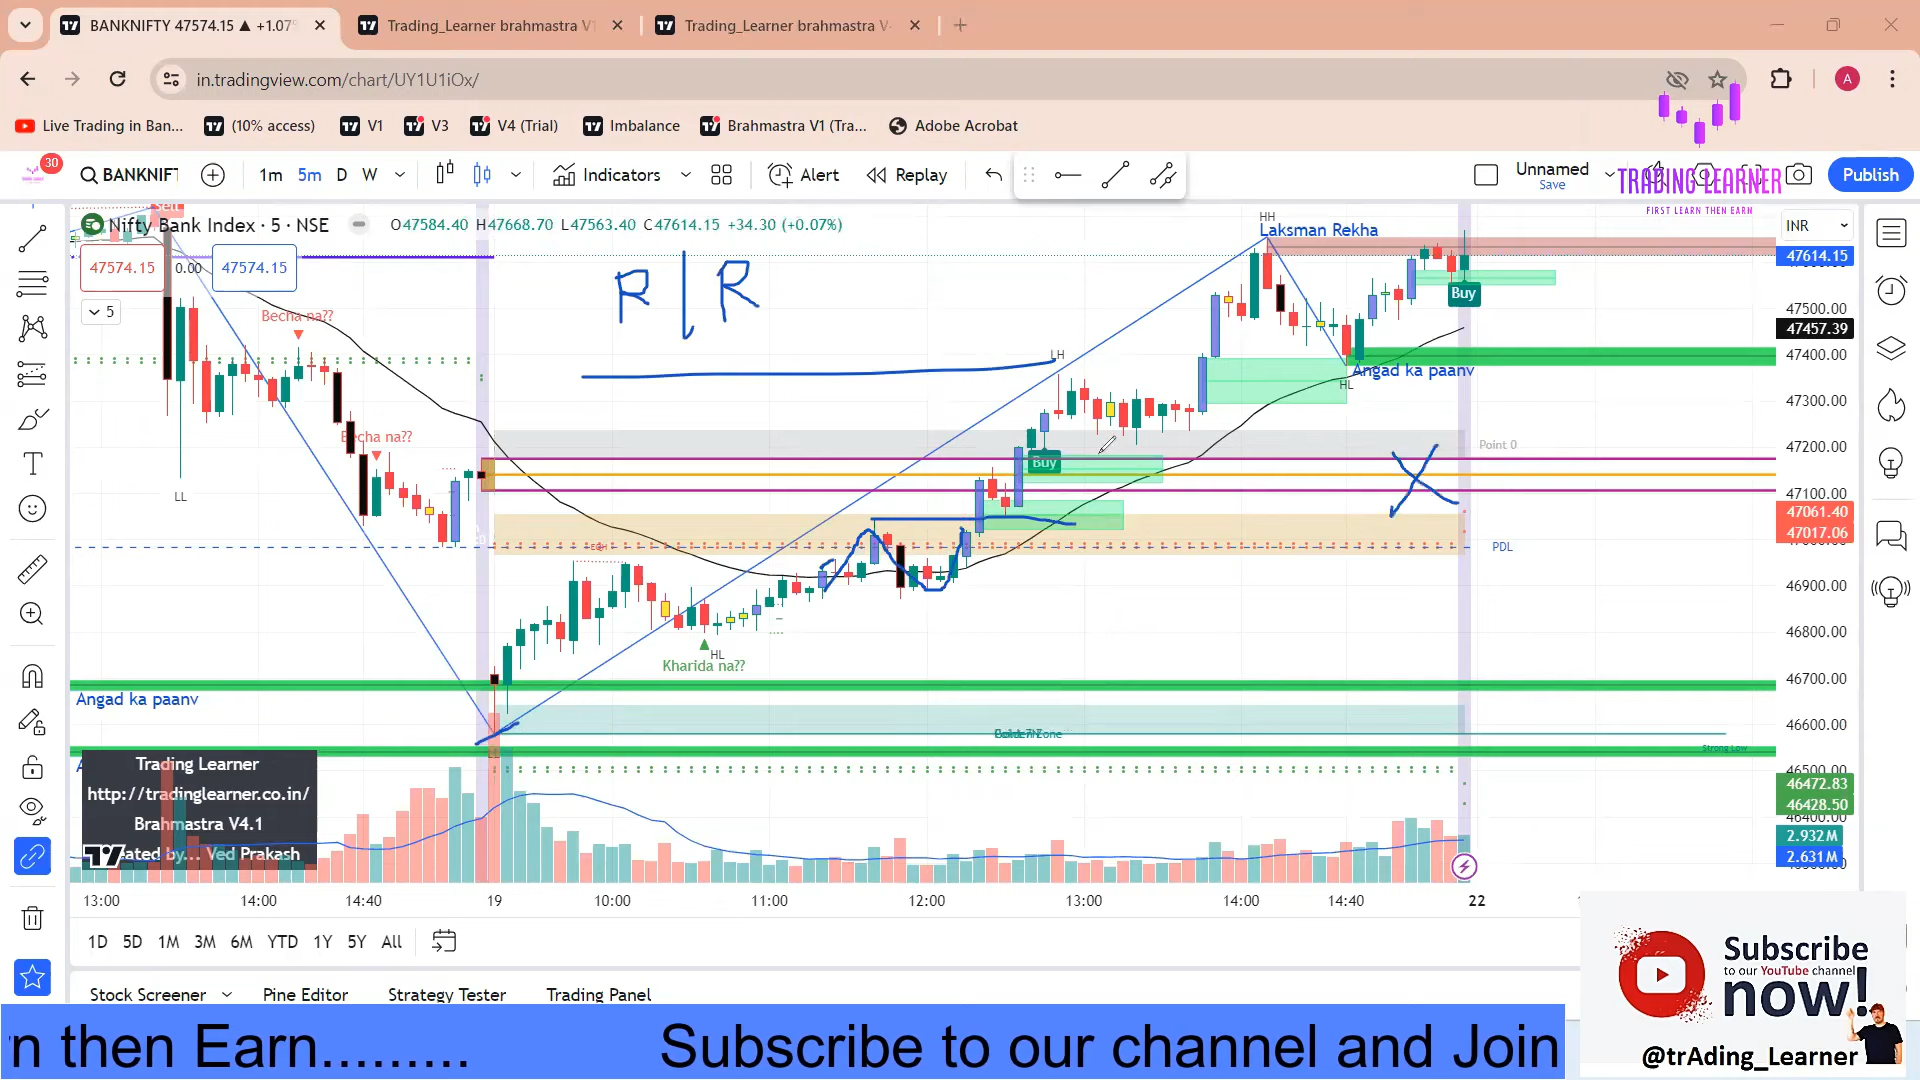 BANKNIFTY 47574.15 ▲ +1.07%
Trading_Learner brahmastra V
Trading_Learner brahmastra V
in.tradingview.com/chart/UY1U1iOx/
A
Live Trading in Ban...
(10% access)
V1
V3
V4 (Trial)
Imbalance
Brahmastra V1 (Tra...
Adobe Acrobat
30
BANKNIFT
1m 5m D W
Indicators
Alert
Replay
Unnamed
Save
Publish
TRADING LEARNER
FIRST LEARN THEN EARN
Sell
Nifty Bank Index · 5 · NSE
O47584.40 H47668.70 L47563.40 C47614.15 +34.30 (+0.07%)
INR
47574.15
0.00
47574.15
5
R | R
HH
Laksman Rekha
47614.15
Becha na??
Buy
47500.00
47457.39
LH
47400.00
Angad ka paanv
HL
47300.00
Becha na??
Point 0
47200.00
Buy
LL
47100.00
47061.40
47017.06
EQH
PDL
46900.00
46800.00
HL
Kharida na??
46700.00
Angad ka paanv
46600.00
Strong Low
46500.00
46472.83
46428.50
46400.00
2.932M
2.631M
Trading Learner
http://tradinglearner.co.in/
Brahmastra V4.1
eated by... Ved Prakash
13:00 14:00 14:40 19 10:00 11:00 12:00 13:00 14:00 14:40 22
1D 5D 1M 3M 6M YTD 1Y 5Y All
Stock Screener
Pine Editor
Strategy Tester
Trading Panel
Subscribe
to our YouTube channel
now!
@trAding_Learner
n then Earn......... Subscribe to our channel and Join